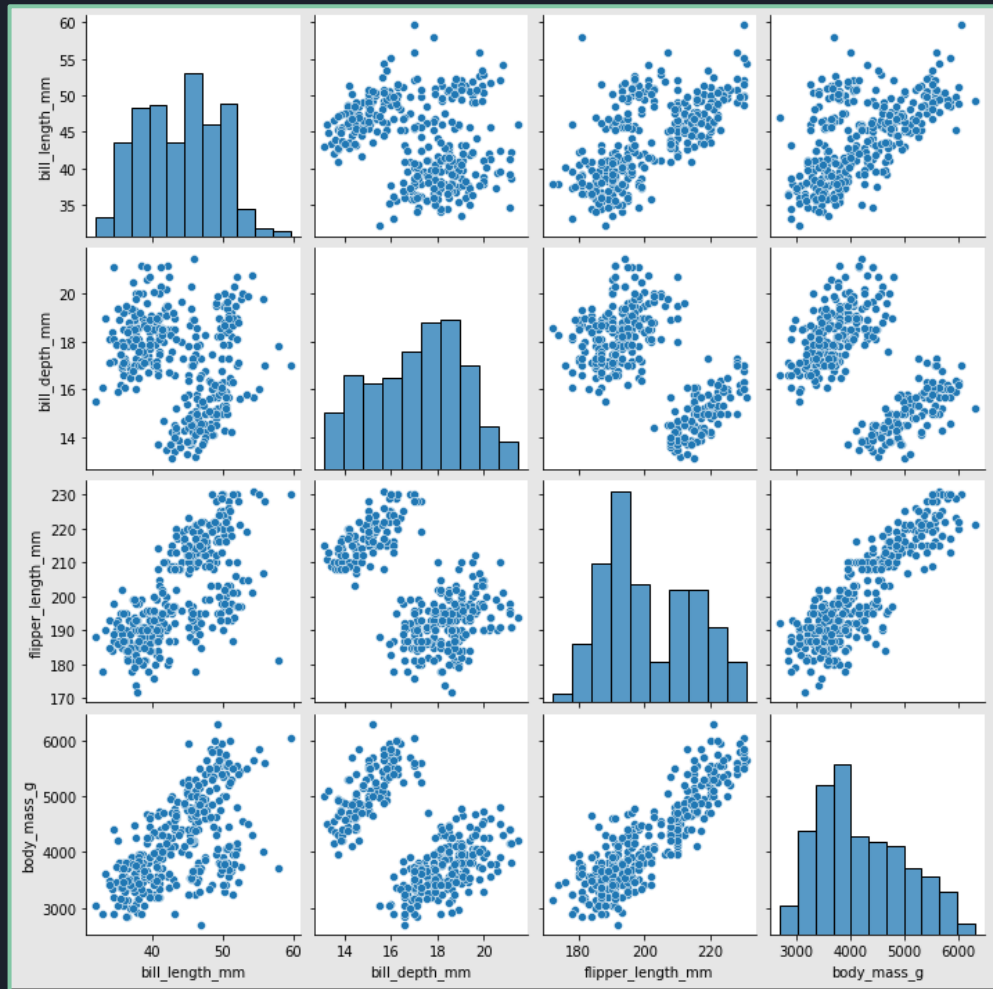 60
55
50
45
40
35
bill_length_mm
20
18
16
14
bill_depth_mm
230
220
210
200
190
180
170
flipper_length_mm
6000
5000
4000
3000
body_mass_g
40 50 60
14 16 18 20
180 200 220
3000 4000 5000 6000
bill_length_mm bill_depth_mm flipper_length_mm body_mass_g